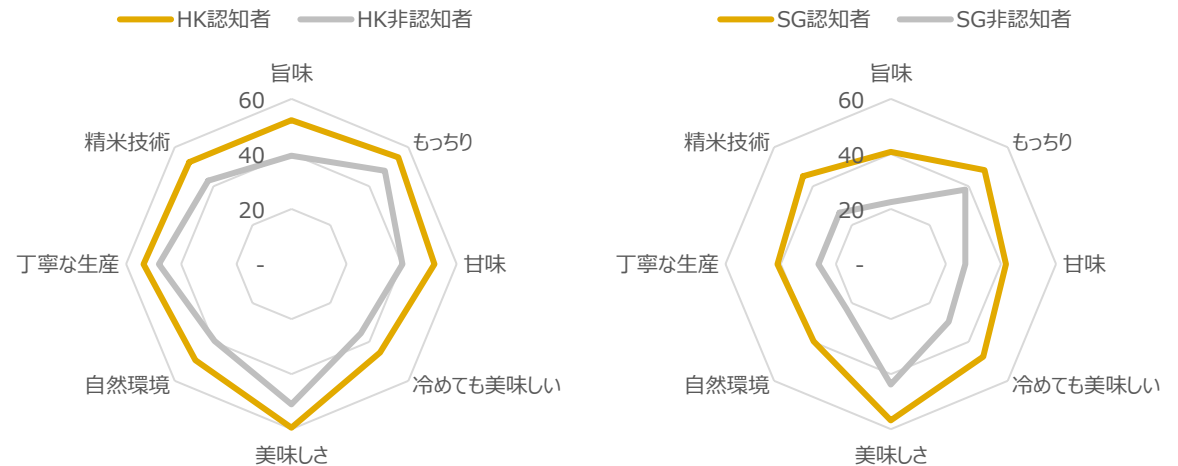 HK認知者 HK非認知者
旨味
60
精米技術
もっちり
40
20
丁寧な生産
-
甘味
自然環境
冷めても美味しい
美味しさ
SG認知者 SG非認知者
旨味
60
精米技術
もっちり
40
20
丁寧な生産
-
甘味
自然環境
冷めても美味しい
美味しさ